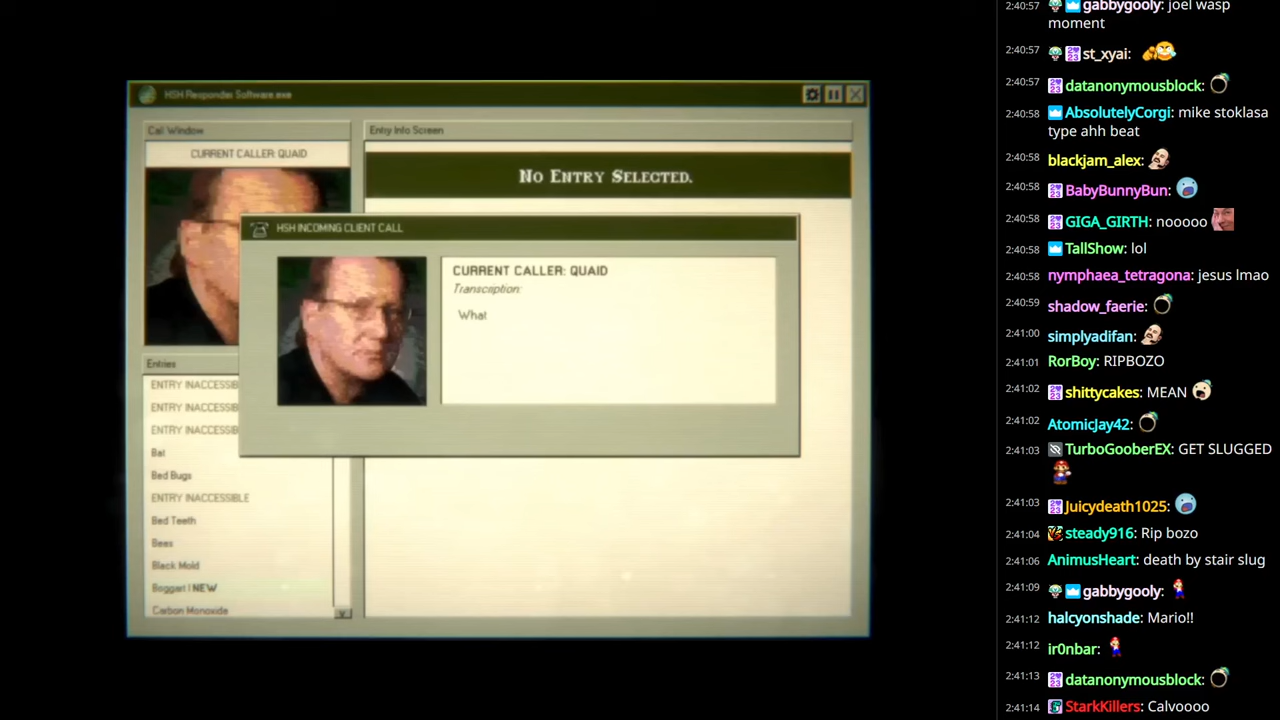 HSH Responder Software.exe
Call Window
CURRENT CALLER: QUAID
Entry Info Screen
NO ENTRY SELECTED.
HSH INCOMING CLIENT CALL
CURRENT CALLER: QUAID
Transcription:
What
Entries
ENTRY INACCESSIB
ENTRY INACCESSIB
ENTRY INACCESSIB
Bat
Bed Bugs
ENTRY INACCESSIBLE
Bed Teeth
Bees
Black Mold
Boggart | NEW
Carbon Monoxide
2:40:57 gabbygooly: joel wasp
moment
2:40:57 st_xyai:
2:40:57 datanonymousblock:
2:40:58 AbsolutelyCorgi: mike stoklasa
type ahh beat
2:40:58 blackjam_alex:
2:40:58 BabyBunnyBun:
2:40:58 GIGA_GIRTH: nooooo
2:40:58 TallShow: lol
2:40:58 nymphaea_tetragona: jesus lmao
2:40:59 shadow_faerie:
2:41:00 simplyadifan:
2:41:01 RorBoy: RIPBOZO
2:41:02 shittycakes: MEAN
2:41:02 AtomicJay42:
2:41:03 TurboGooberEX: GET SLUGGED
2:41:03 Juicydeath1025:
2:41:04 steady916: Rip bozo
2:41:06 AnimusHeart: death by stair slug
2:41:09 gabbygooly:
2:41:12 halcyonshade: Mario!!
2:41:12 ir0nbar:
2:41:13 datanonymousblock:
2:41:14 StarkKillers: Calvoooo